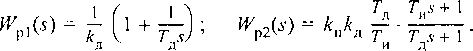 W_{p1}(s) = \frac{1}{k_д} \left( 1 + \frac{1}{T_д s} \right) ; \quad W_{p2}(s) = k_п k_д \frac{T_д}{T_и} \cdot \frac{T_и s + 1}{T_д s + 1} .